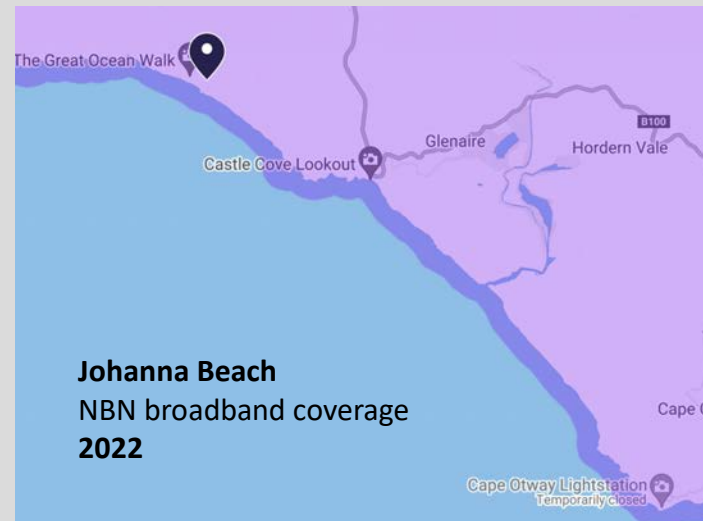 The Great Ocean Walk
B100
Glenaire
Hordern Vale
Castle Cove Lookout
Johanna Beach
NBN broadband coverage
2022
Cape
Cape Otway Lightstation
Temporarily closed